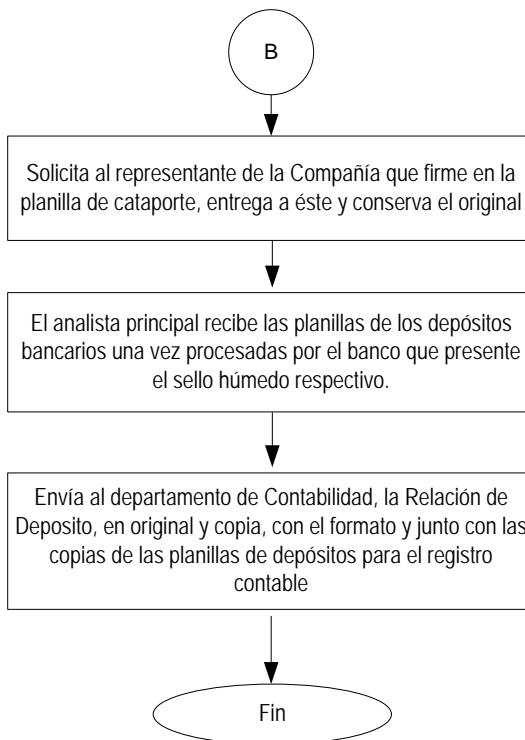 B
Solicita al representante de la Compañía que firme en la
planilla de cataporte, entrega a éste y conserva el original
El analista principal recibe las planillas de los depósitos
bancarios una vez procesadas por el banco que presente
el sello húmedo respectivo.
Envía al departamento de Contabilidad, la Relación de
Deposito, en original y copia, con el formato y junto con las
copias de las planillas de depósitos para el registro
contable
Fin